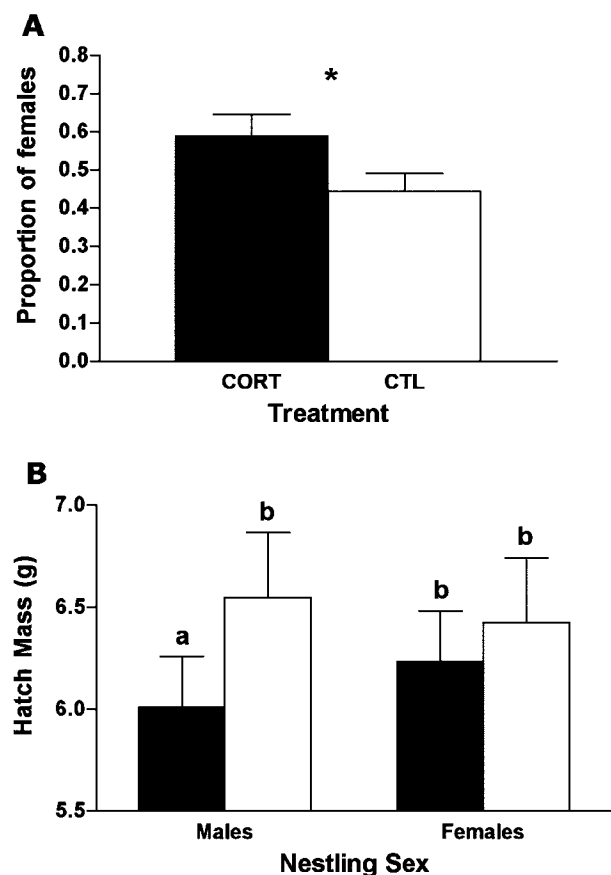 A
Proportion of females
0.8
0.7
0.6
0.5
0.4
0.3
0.2
0.1
0.0
*
CORT CTL
Treatment
B
Hatch Mass (g)
7.0
6.5
6.0
5.5
a b b b
Males Females
Nestling Sex